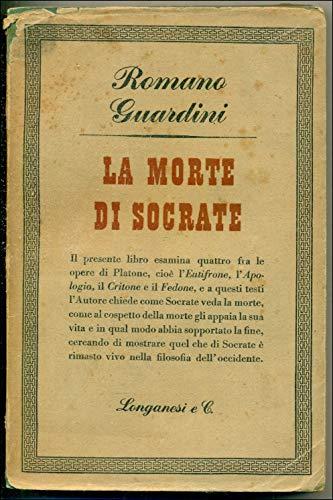 Romano
Guardini
LA MORTE
DI SOCRATE
Il presente libro esamina quattro fra le
opere di Platone, cioè l'Eutifrone, l'Apo-
logia, il Critone e il Fedone, e a questi testi
l'Autore chiede come Socrate veda la morte,
come al cospetto della morte gli appaia la sua
vita e in qual modo abbia sopportato la fine,
cercando di mostrare quel che di Socrate è
rimasto vivo nella filosofia dell'occidente.
Longanesi e C.